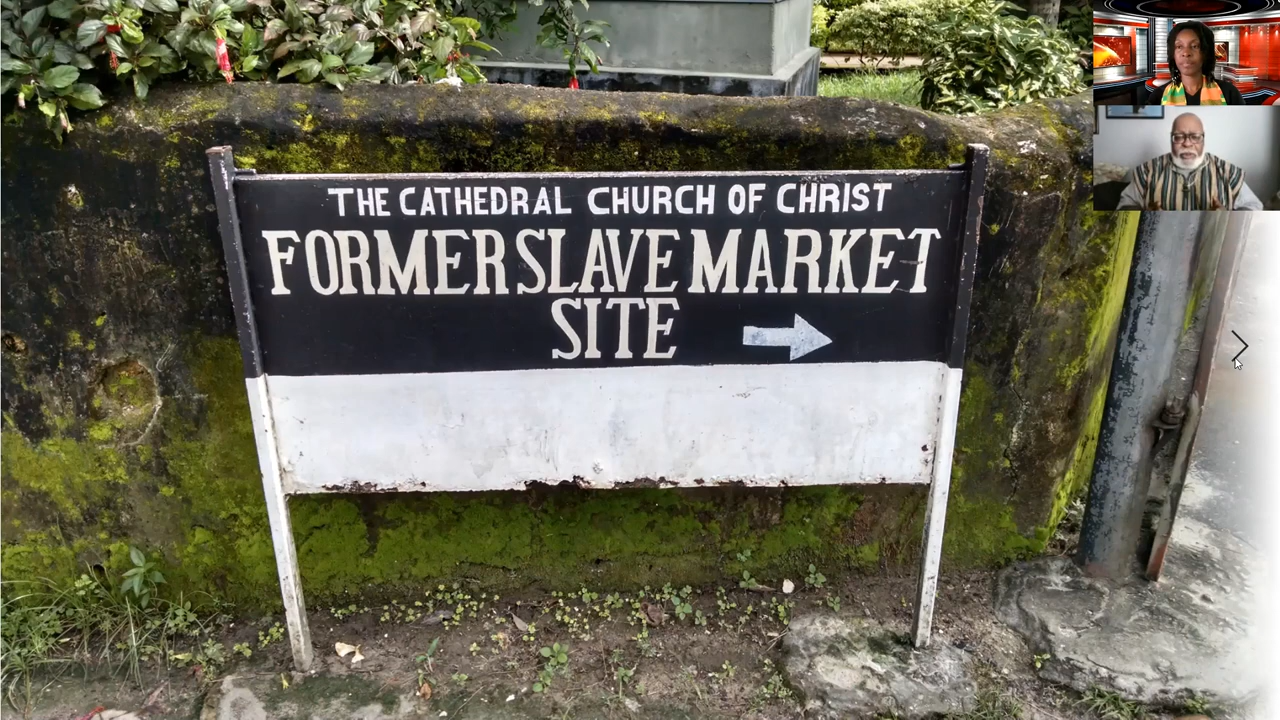 THE CATHEDRAL CHURCH OF CHRIST
FORMER SLAVE MARKET
SITE